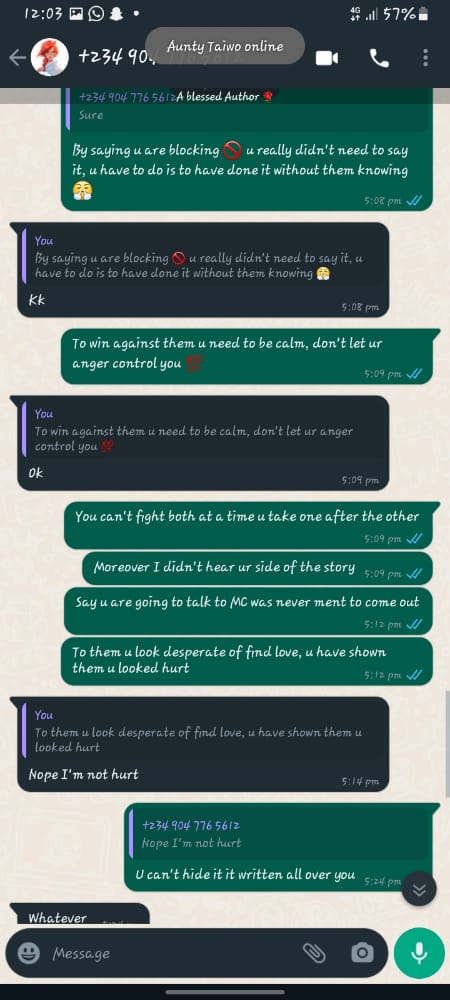 12:03
4G
57%
+234 904
Aunty Taiwo online
+234 904 776 5612
A blessed Author
Sure
By saying u are blocking 🚫 u really didn't need to say
it, u have to do is to have done it without them knowing
😤
5:08 pm
You
By saying u are blocking 🚫 u really didn't need to say it, u
have to do is to have done it without them knowing 😤
Kk
5:08 pm
To win against them u need to be calm, don't let ur
anger control you 💯
5:09 pm
You
To win against them u need to be calm, don't let ur anger
control you 💯
Ok
5:09 pm
You can't fight both at a time u take one after the other
5:09 pm
Moreover I didn't hear ur side of the story
5:09 pm
Say u are going to talk to MC was never ment to come out
5:12 pm
To them u look desperate of find love, u have shown
them u looked hurt
5:12 pm
You
To them u look desperate of find love, u have shown them u
looked hurt
Nope I'm not hurt
5:14 pm
+234 904 776 5612
Nope I'm not hurt
U can't hide it it written all over you
5:24 pm
Whatever
Message